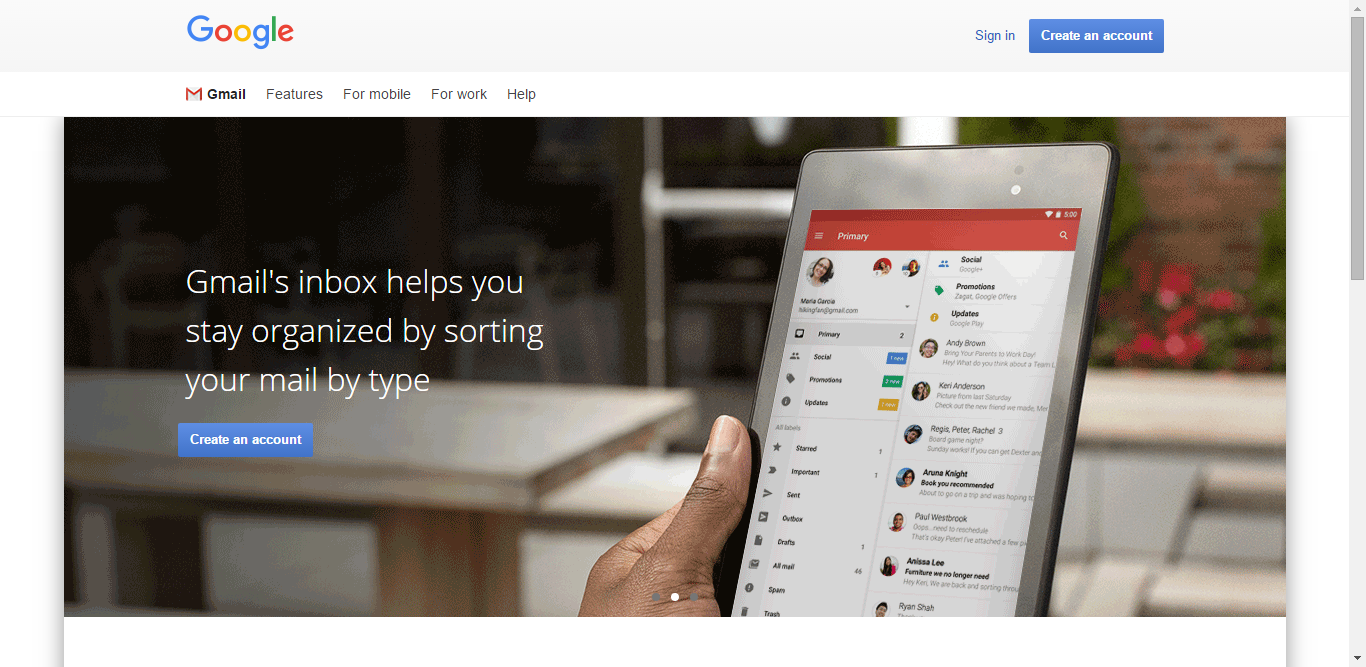 Google
Sign in
Create an account
Gmail
Features
For mobile
For work
Help
Gmail's inbox helps you
stay organized by sorting
your mail by type
Create an account
5:00
Primary
Maria Garcia
hikingfan@gmail.com
Primary 2
Social 1 new
Promotions 2 new
Updates 1 new
All labels
Starred 1
Important 1
Sent
Outbox
Drafts 1
All mail 46
Spam
Trash
Social
Google+
Promotions
Zagat, Google Offers
Updates
Google Play
Andy Brown
Bring Your Parents to Work Day!
Hey! What do you think about a Team L
Keri Anderson
Picture from last Saturday
Check out the new friend we made, Mer
Regis, Peter, Rachel 3
Board game night?
Sunday works! If you can get Dexter and
Aruna Knight
Book you recommended
About to go on a trip and was hoping to
Paul Westbrook
Oops...need to reschedule
That's okay Peter! I've attached a few p
Anissa Lee
Furniture we no longer need
Hey Ken, We are back and sorting throu
Ryan Shah